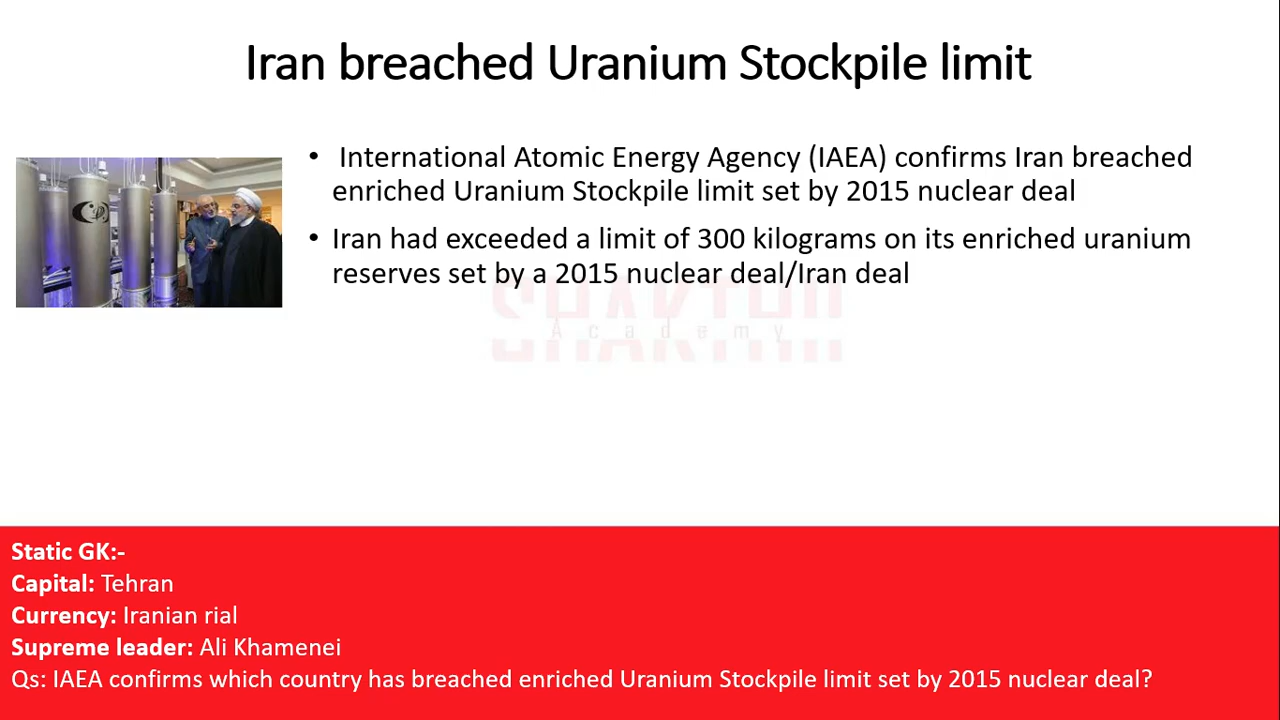 Iran breached Uranium Stockpile limit
• International Atomic Energy Agency (IAEA) confirms Iran breached
enriched Uranium Stockpile limit set by 2015 nuclear deal
• Iran had exceeded a limit of 300 kilograms on its enriched uranium
reserves set by a 2015 nuclear deal/Iran deal
Academy
Static GK:-
Capital: Tehran
Currency: Iranian rial
Supreme leader: Ali Khamenei
Qs: IAEA confirms which country has breached enriched Uranium Stockpile limit set by 2015 nuclear deal?